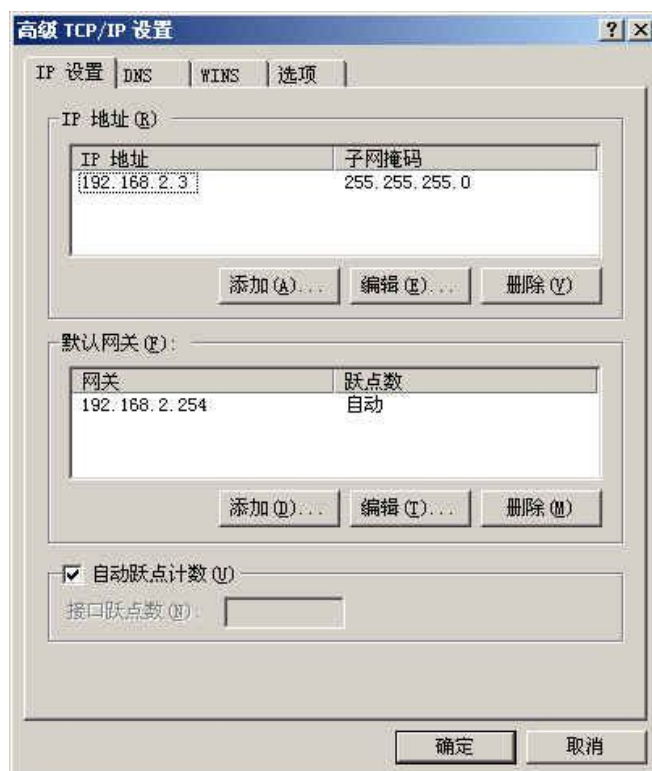 高级 TCP/IP 设置
IP 设置 DNS WINS 选项
IP 地址(R)
IP 地址 子网掩码
192.168.2.3 255.255.255.0
添加(A)... 编辑(E)... 删除(V)
默认网关(F):
网关 跃点数
192.168.2.254 自动
添加(D)... 编辑(T)... 删除(M)
自动跃点计数(U)
接口跃点数(N):
确定 取消